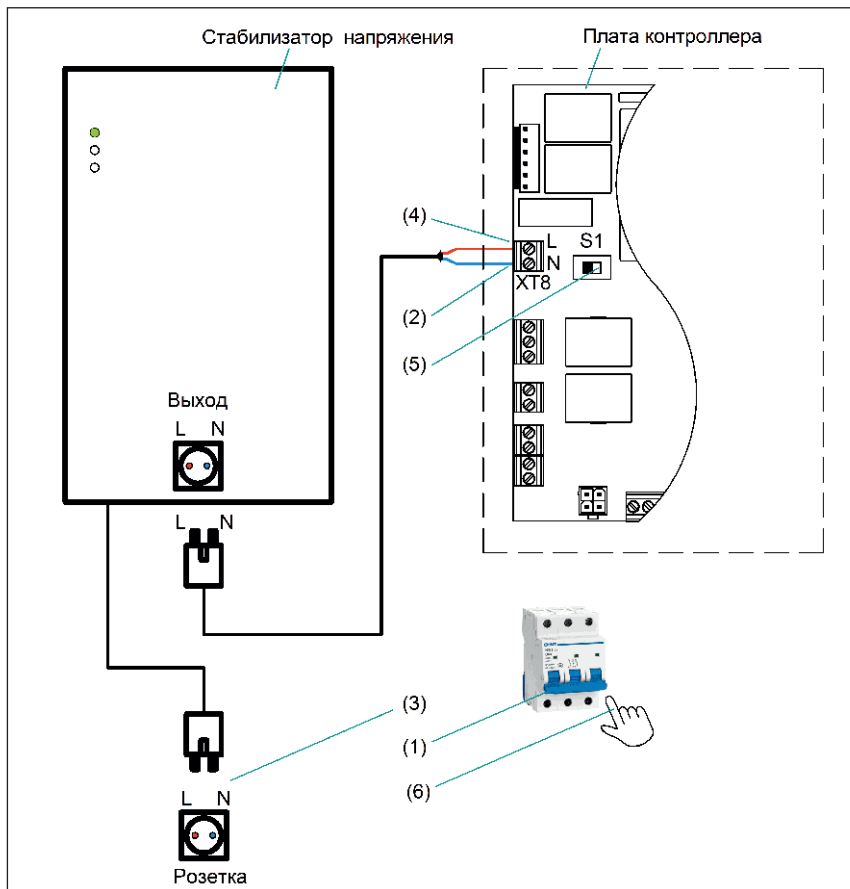 Стабилизатор напряжения
Плата контроллера
(4)
L
S1
N
XT8
(2)
(5)
Выход
L N
L N
(3)
(1)
(6)
L N
Розетка